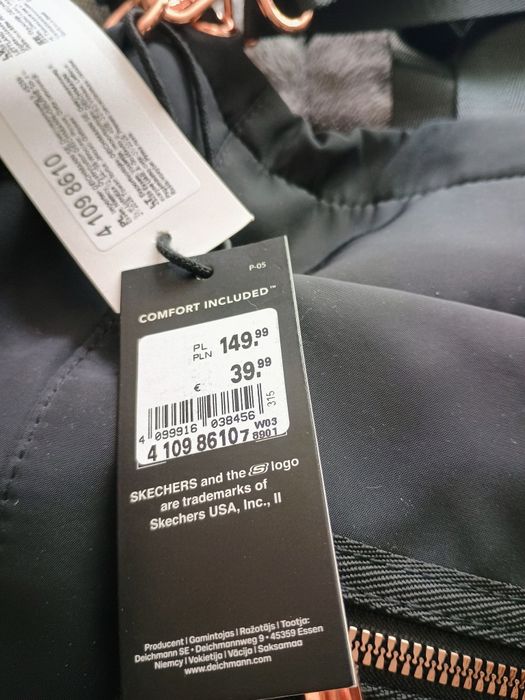 4 109 8610
P-05
COMFORT INCLUDED™
PL PLN 149.99
€ 39.99
315
4 099916 038456
4 109 86107 W03 8901
SKECHERS and the S logo
are trademarks of
Skechers USA, Inc., II
Producent | Gamintojas | Ražotājs | Tootja:
Deichmann SE • Deichmannweg 9 • 45359 Essen
Niemcy | Vokietija | Vācija | Saksamaa
www.deichmann.com